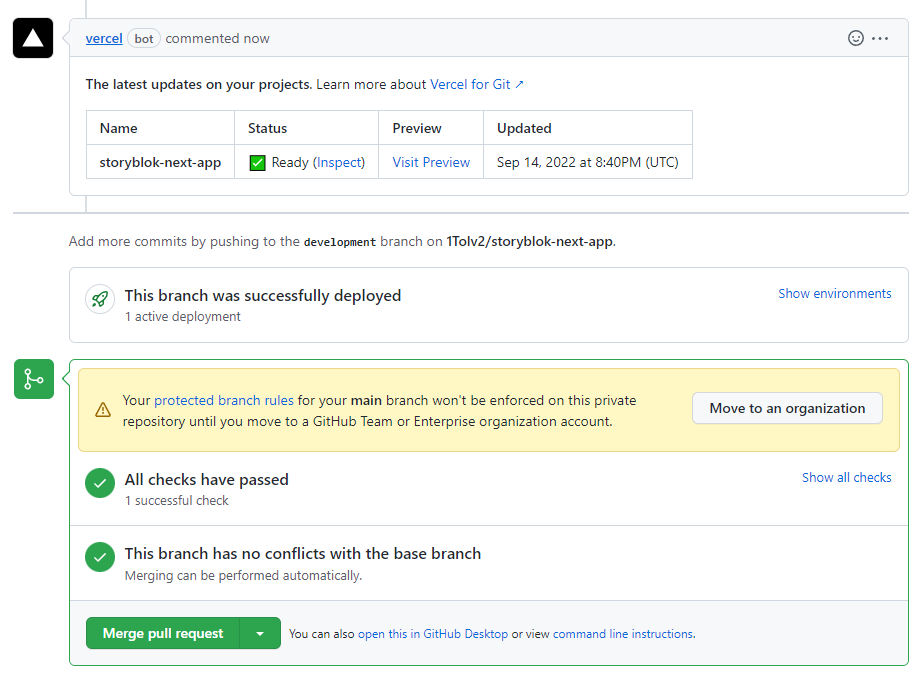 vercel bot commented now
The latest updates on your projects. Learn more about Vercel for Git ↗
Name Status Preview Updated
storyblok-next-app ✅ Ready (Inspect) Visit Preview Sep 14, 2022 at 8:40PM (UTC)
Add more commits by pushing to the development branch on 1Tolv2/storyblok-next-app.
This branch was successfully deployed
Show environments
1 active deployment
Your protected branch rules for your main branch won't be enforced on this private
repository until you move to a GitHub Team or Enterprise organization account.
Move to an organization
All checks have passed
Show all checks
1 successful check
This branch has no conflicts with the base branch
Merging can be performed automatically.
Merge pull request
You can also open this in GitHub Desktop or view command line instructions.